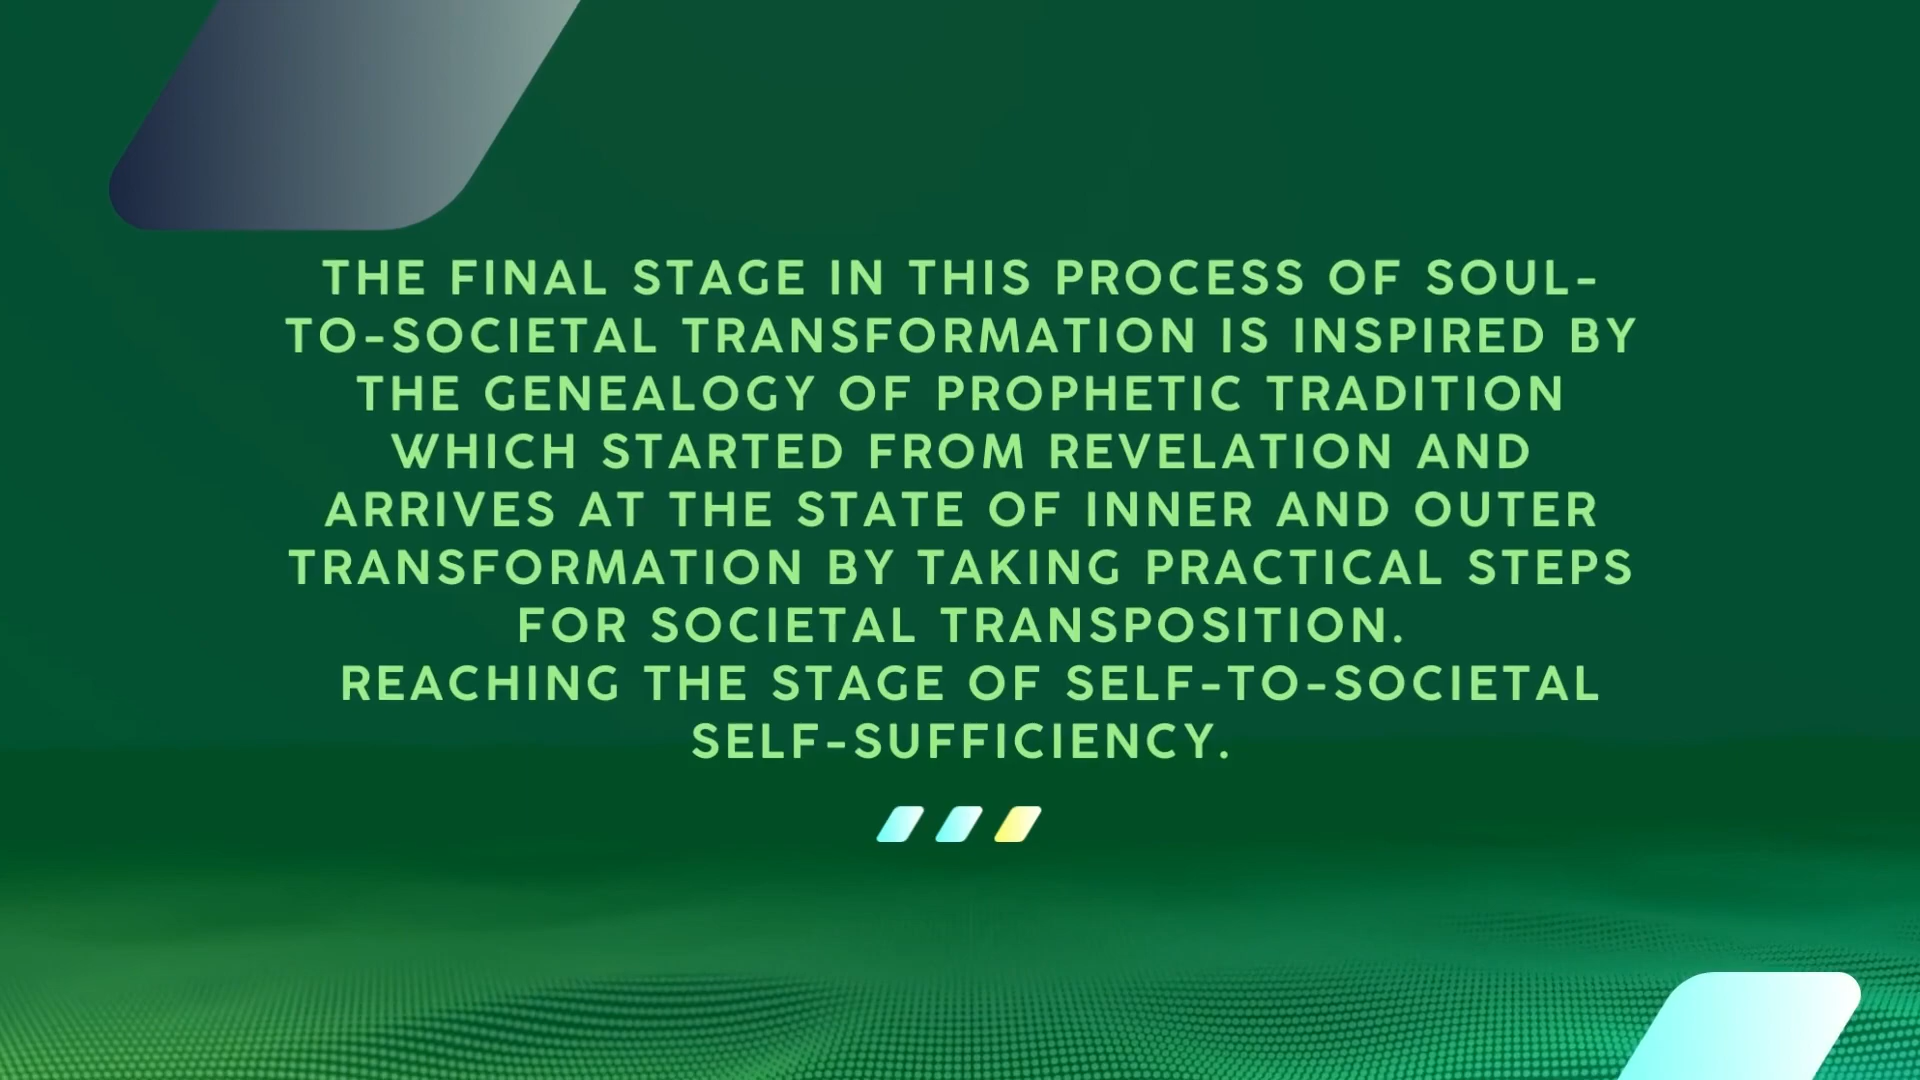 THE FINAL STAGE IN THIS PROCESS OF SOUL-
TO-SOCIETAL TRANSFORMATION IS INSPIRED BY
THE GENEALOGY OF PROPHETIC TRADITION
WHICH STARTED FROM REVELATION AND
ARRIVES AT THE STATE OF INNER AND OUTER
TRANSFORMATION BY TAKING PRACTICAL STEPS
FOR SOCIETAL TRANSPOSITION.
REACHING THE STAGE OF SELF-TO-SOCIETAL
SELF-SUFFICIENCY.